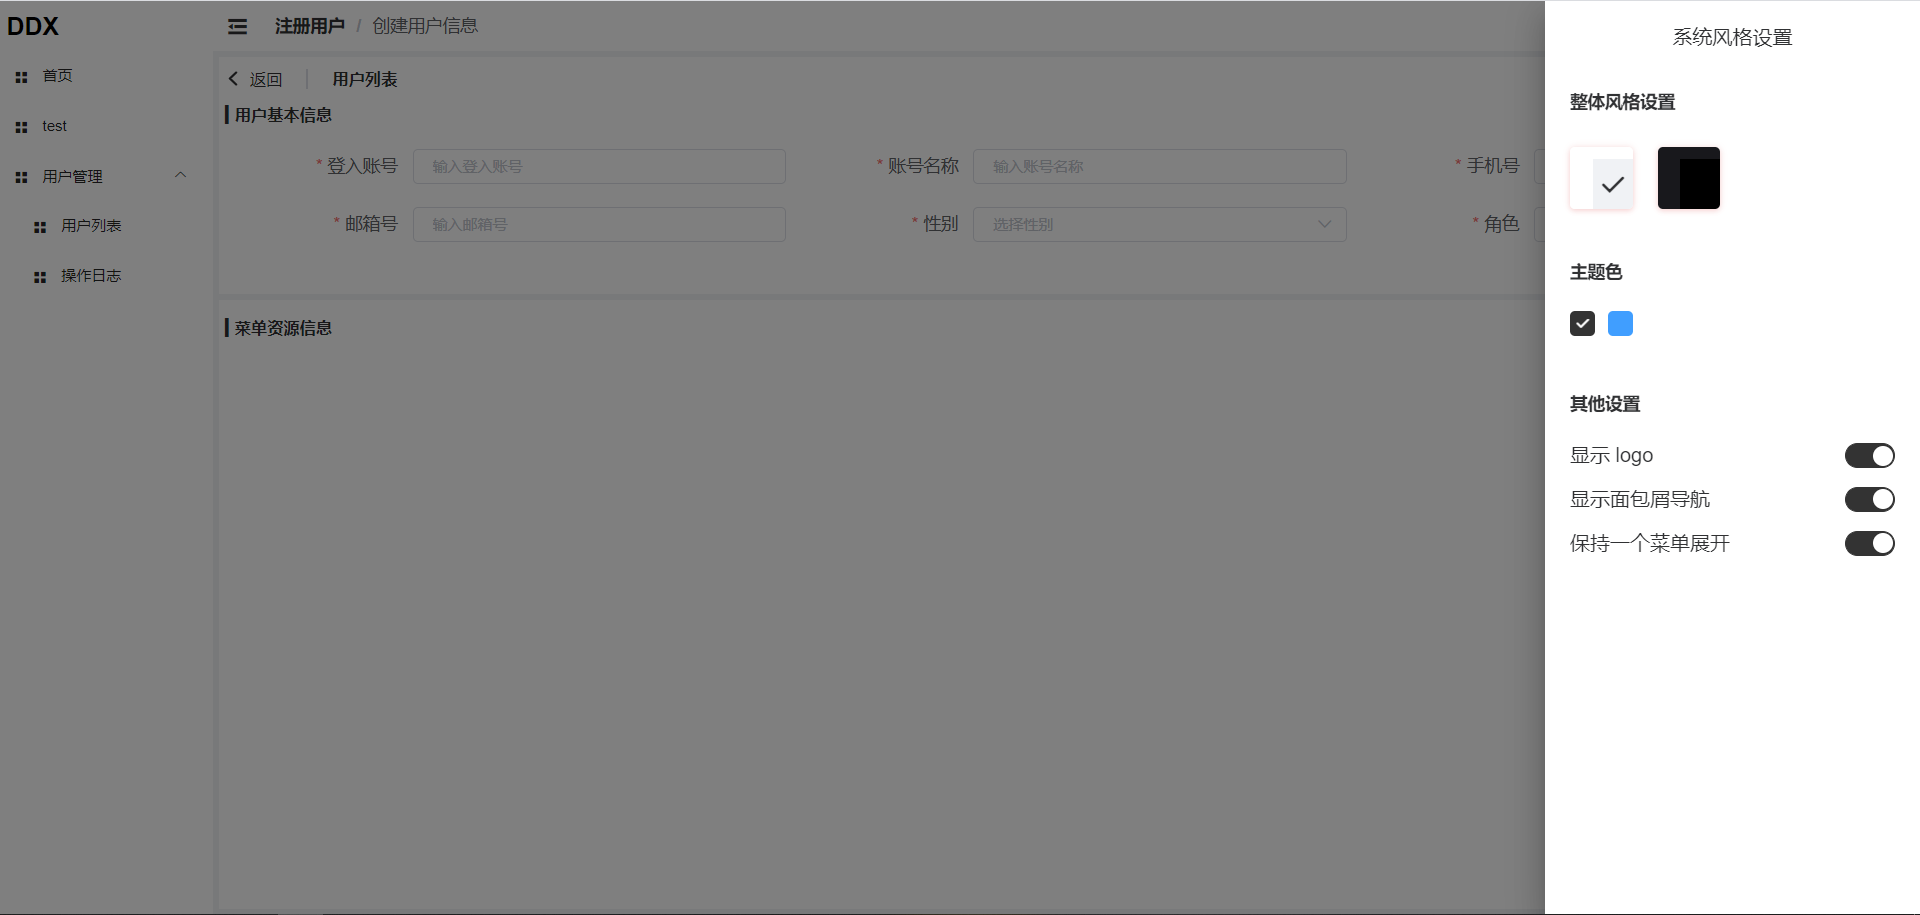 DDX
首页
test
用户管理
用户列表
操作日志
注册用户 / 创建用户信息
返回 用户列表
用户基本信息
* 登入账号 输入登入账号 * 账号名称 输入账号名称 * 手机号
* 邮箱号 输入邮箱号 * 性别 选择性别 * 角色
菜单资源信息
系统风格设置
整体风格设置
主题色
其他设置
显示 logo
显示面包屑导航
保持一个菜单展开